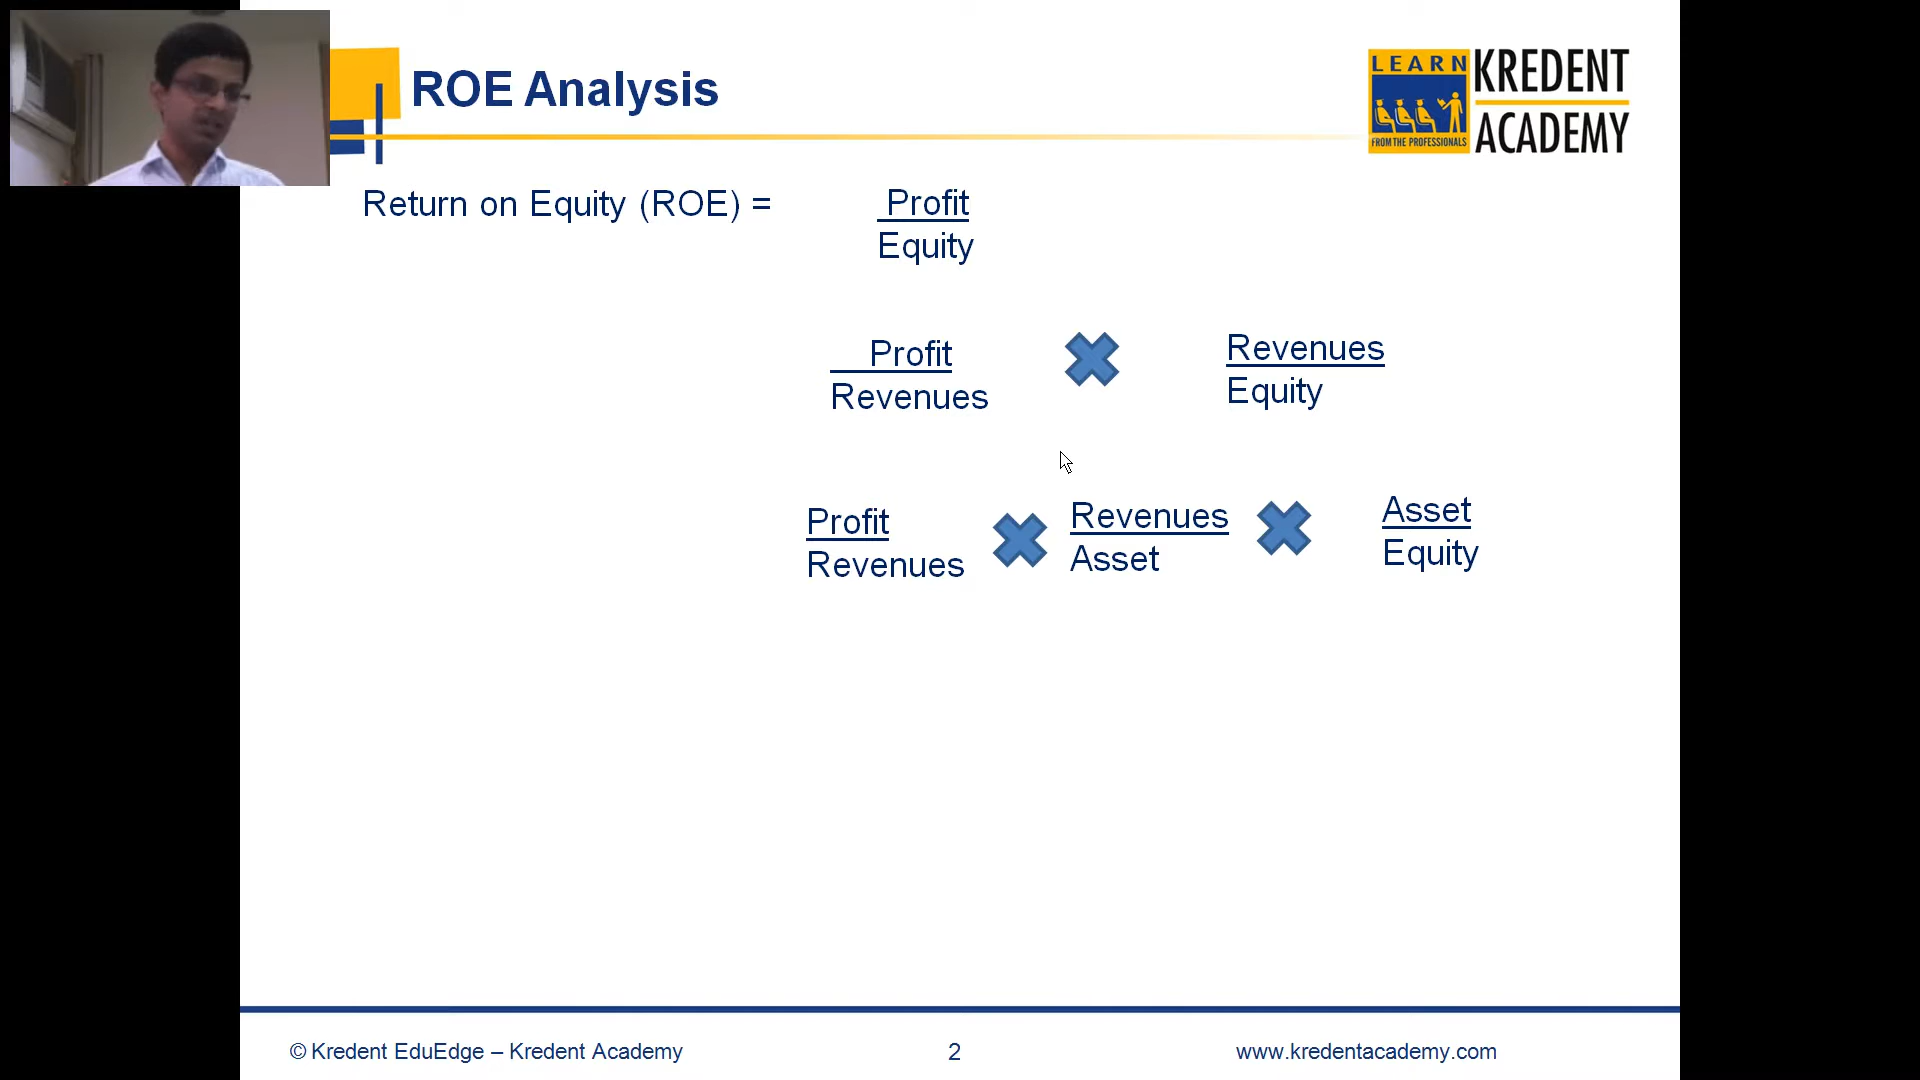 ROE Analysis
LEARN
FROM THE PROFESSIONALS
KREDENT
ACADEMY
Return on Equity (ROE) =
Profit
Equity
Profit
Revenues
Revenues
Equity
Profit
Revenues
Revenues
Asset
Asset
Equity
© Kredent EduEdge – Kredent Academy
2
www.kredentacademy.com